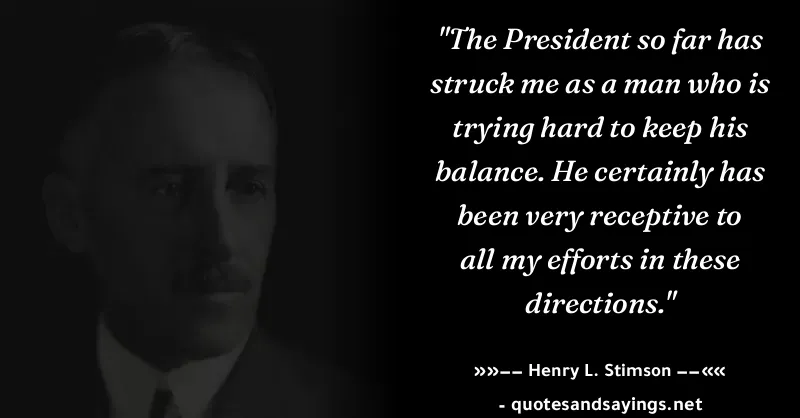 "The President so far has
struck me as a man who is
trying hard to keep his
balance. He certainly has
been very receptive to
all my efforts in these
directions."
»»–– Henry L. Stimson ––««
- quotesandsayings.net